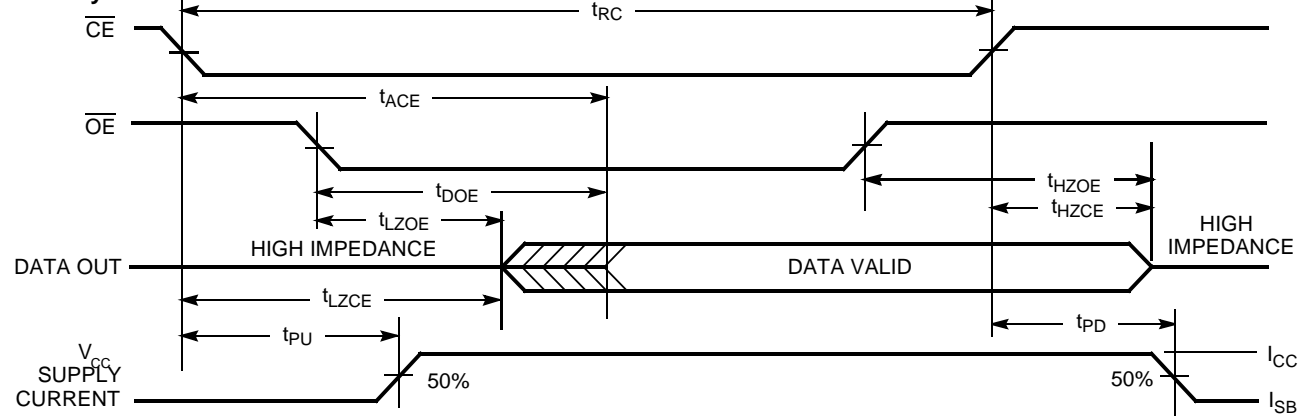 tRC
CE
tACE
OE
tDOE
tHZOE
tLZOE
tHZCE
HIGH IMPEDANCE
HIGH
IMPEDANCE
DATA OUT
DATA VALID
tLZCE
tPU
tPD
VCC
SUPPLY
CURRENT
50%
50%
ICC
ISB